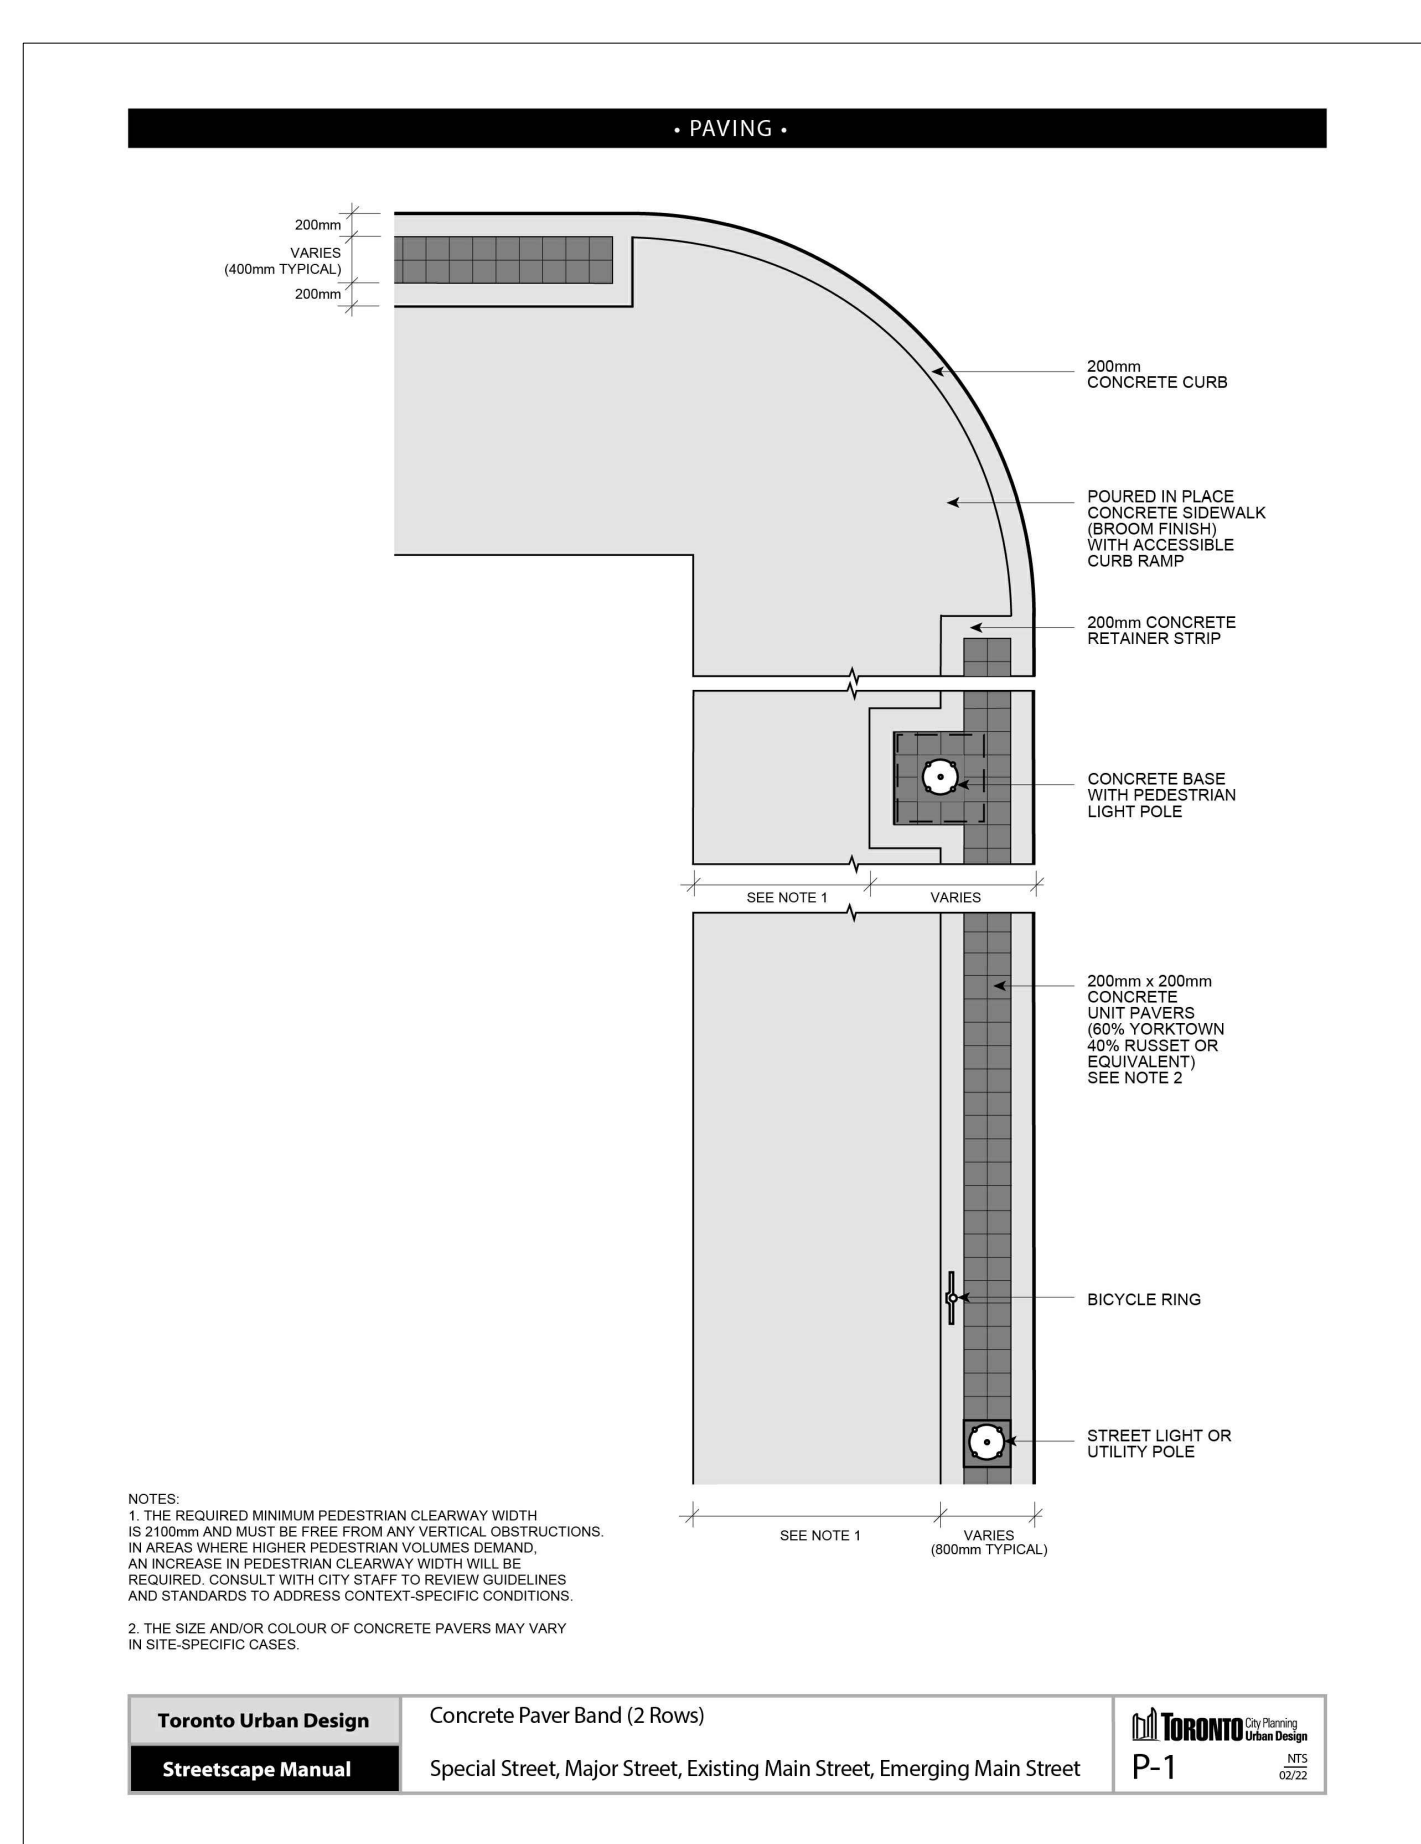 • PAVING •
200mm
VARIES
(400mm TYPICAL)
200mm
200mm
CONCRETE CURB
POURED IN PLACE
CONCRETE SIDEWALK
(BROOM FINISH)
WITH ACCESSIBLE
CURB RAMP
200mm CONCRETE
RETAINER STRIP
CONCRETE BASE
WITH PEDESTRIAN
LIGHT POLE
SEE NOTE 1
VARIES
200mm x 200mm
CONCRETE
UNIT PAVERS
(60% YORKTOWN
40% RUSSET OR
EQUIVALENT)
SEE NOTE 2
BICYCLE RING
STREET LIGHT OR
UTILITY POLE
SEE NOTE 1
VARIES
(800mm TYPICAL)
NOTES:
1. THE REQUIRED MINIMUM PEDESTRIAN CLEARWAY WIDTH
IS 2100mm AND MUST BE FREE FROM ANY VERTICAL OBSTRUCTIONS.
IN AREAS WHERE HIGHER PEDESTRIAN VOLUMES DEMAND,
AN INCREASE IN PEDESTRIAN CLEARWAY WIDTH WILL BE
REQUIRED. CONSULT WITH CITY STAFF TO REVIEW GUIDELINES
AND STANDARDS TO ADDRESS CONTEXT-SPECIFIC CONDITIONS.
2. THE SIZE AND/OR COLOUR OF CONCRETE PAVERS MAY VARY
IN SITE-SPECIFIC CASES.
Toronto Urban Design
Streetscape Manual
Concrete Paver Band (2 Rows)
Special Street, Major Street, Existing Main Street, Emerging Main Street
TORONTO City Planning
Urban Design
P-1
NTS
02/22